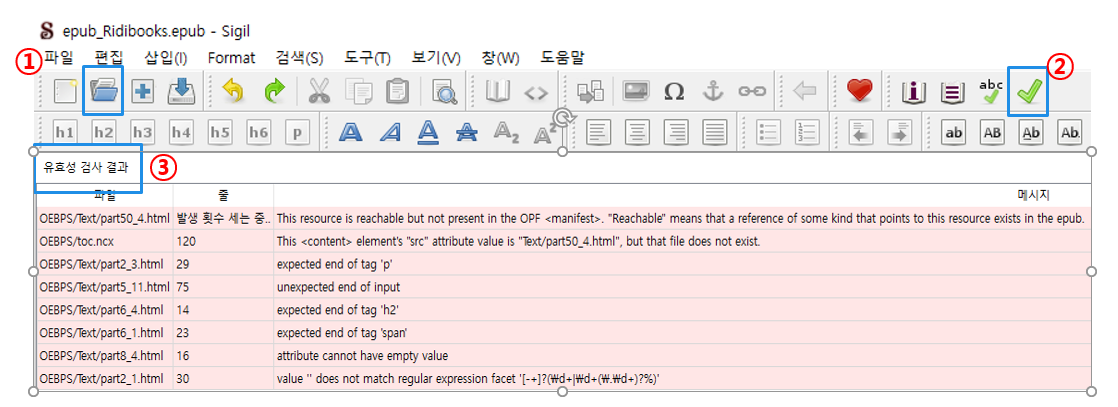 S epub_Ridibooks.epub - Sigil
① 파일 편집 삽입(I) Format 검색(S) 도구(T) 보기(V) 창(W) 도움말 ②
abc
h1 h2 h3 h4 h5 h6 p A A A A A2 A2 ab AB Ab Ab.
유효성 검사 결과 ③
파일 줄 메시지
OEBPS/Text/part50_4.html 발생 횟수 세는 중.. This resource is reachable but not present in the OPF <manifest>. "Reachable" means that a reference of some kind that points to this resource exists in the epub.
OEBPS/toc.ncx 120 This <content> element's "src" attribute value is "Text/part50_4.html", but that file does not exist.
OEBPS/Text/part2_3.html 29 expected end of tag 'p'
OEBPS/Text/part5_11.html 75 unexpected end of input
OEBPS/Text/part6_4.html 14 expected end of tag 'h2'
OEBPS/Text/part6_1.html 23 expected end of tag 'span'
OEBPS/Text/part8_4.html 16 attribute cannot have empty value
OEBPS/Text/part2_1.html 30 value '' does not match regular expression facet '[-+]?(₩d+|₩d+(₩.₩d+)?%)'